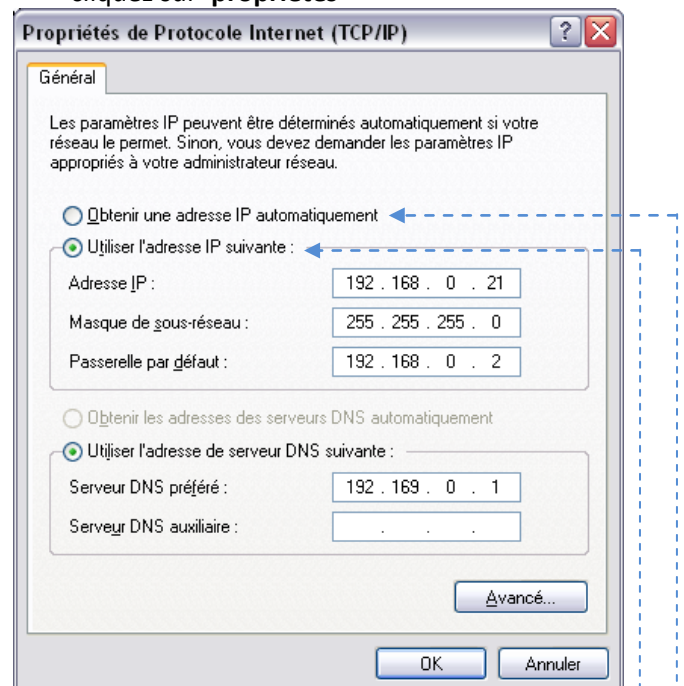 cliquez sur propriétés
Propriétés de Protocole Internet (TCP/IP)
?
Général
Les paramètres IP peuvent être déterminés automatiquement si votre
réseau le permet. Sinon, vous devez demander les paramètres IP
appropriés à votre administrateur réseau.
Obtenir une adresse IP automatiquement
Utiliser l'adresse IP suivante :
Adresse IP : 192 . 168 . 0 . 21
Masque de sous-réseau : 255 . 255 . 255 . 0
Passerelle par défaut : 192 . 168 . 0 . 2
Obtenir les adresses des serveurs DNS automatiquement
Utiliser l'adresse de serveur DNS suivante :
Serveur DNS préféré : 192 . 169 . 0 . 1
Serveur DNS auxiliaire : . . .
Avancé...
OK Annuler